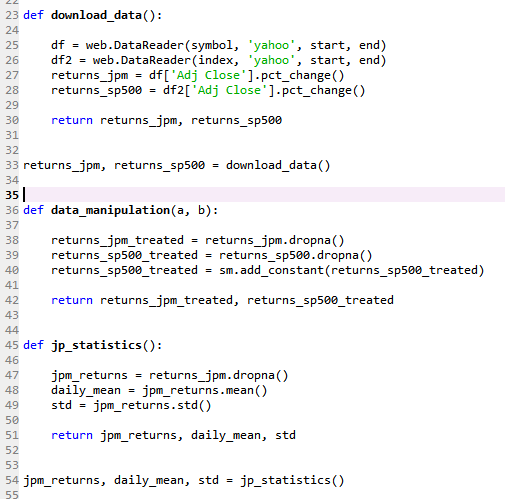 23 def download_data():
24
25     df = web.DataReader(symbol, 'yahoo', start, end)
26     df2 = web.DataReader(index, 'yahoo', start, end)
27     returns_jpm = df['Adj Close'].pct_change()
28     returns_sp500 = df2['Adj Close'].pct_change()
29
30     return returns_jpm, returns_sp500
31
32
33 returns_jpm, returns_sp500 = download_data()
34
35
36 def data_manipulation(a, b):
37
38     returns_jpm_treated = returns_jpm.dropna()
39     returns_sp500_treated = returns_sp500.dropna()
40     returns_sp500_treated = sm.add_constant(returns_sp500_treated)
41
42     return returns_jpm_treated, returns_sp500_treated
43
44
45 def jp_statistics():
46
47     jpm_returns = returns_jpm.dropna()
48     daily_mean = jpm_returns.mean()
49     std = jpm_returns.std()
50
51     return jpm_returns, daily_mean, std
52
53
54 jpm_returns, daily_mean, std = jp_statistics()
55